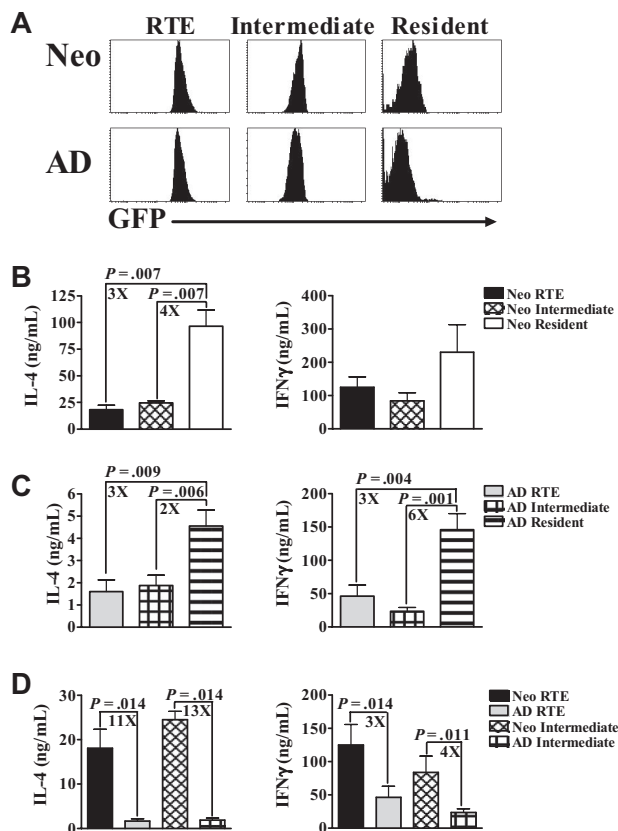 A
RTE Intermediate Resident
Neo
AD
GFP
B
P = .007
3X
P = .007
4X
IL-4 (ng/mL)
125
100
75
50
25
0
IFNγ (ng/mL)
400
300
200
100
0
Neo RTE
Neo Intermediate
Neo Resident
C
P = .009
3X
P = .006
2X
IL-4 (ng/mL)
6
5
4
3
2
1
0
P = .004
3X
P = .001
6X
IFNγ (ng/mL)
200
150
100
50
0
AD RTE
AD Intermediate
AD Resident
D
P = .014
11X
P = .014
13X
IL-4 (ng/mL)
30
20
10
0
P = .014
3X
P = .011
4X
IFNγ (ng/mL)
200
150
100
50
0
Neo RTE
AD RTE
Neo Intermediate
AD Intermediate